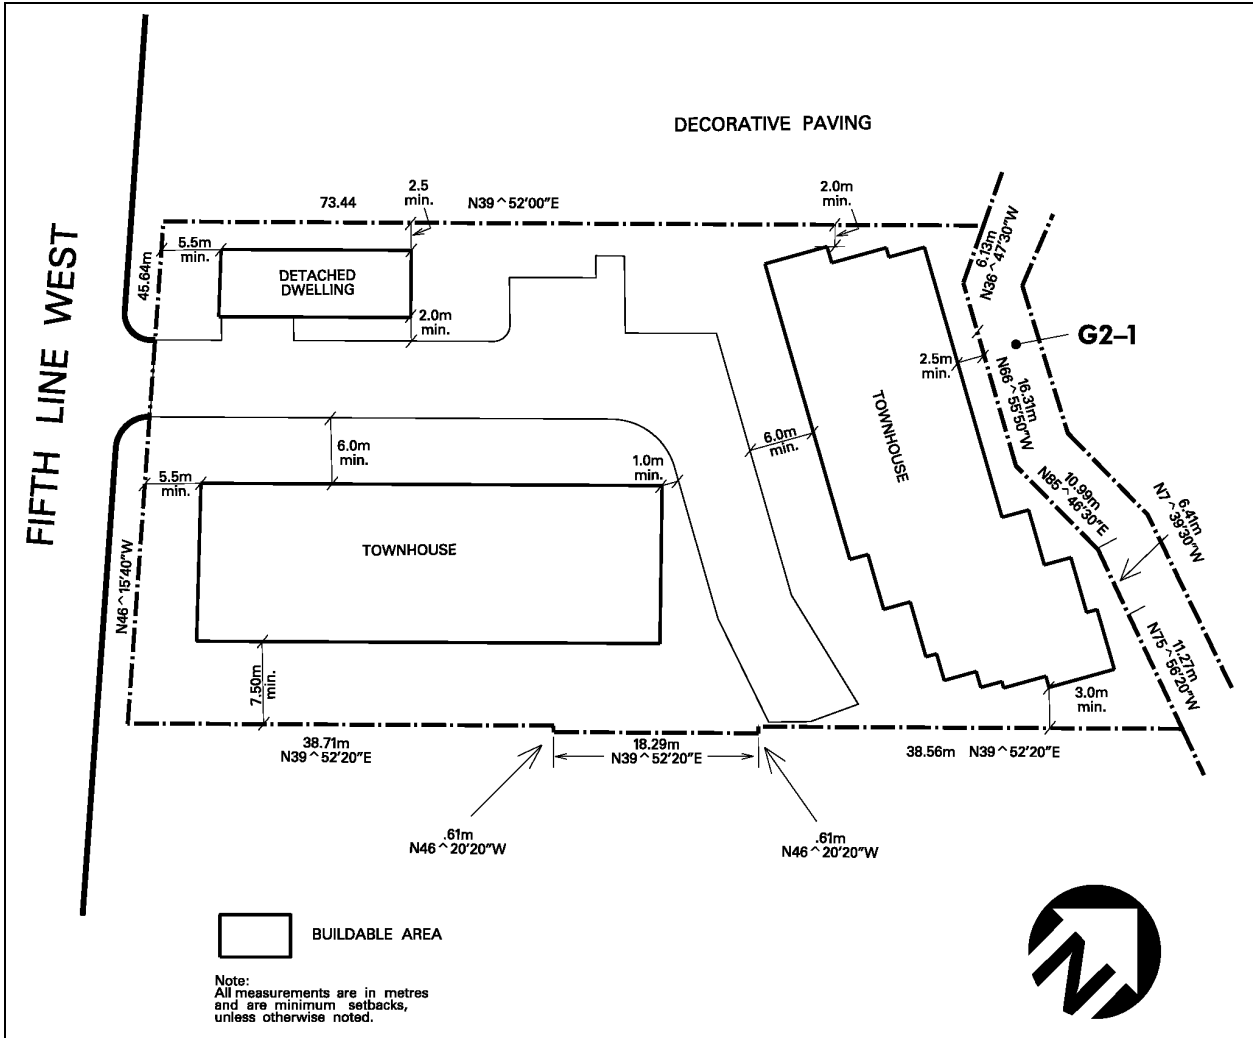 DECORATIVE PAVING
2.5
min.
73.44
N39^52'00"E
2.0m
min.
FIFTH LINE WEST
45.64m
5.5m
min.
DETACHED
DWELLING
2.0m
min.
6.13m
N36^47'30"W
G2–1
2.5m
min.
16.31m
N66^55'50"W
TOWNHOUSE
6.0m
min.
6.0m
min.
1.0m
min.
5.5m
min.
10.99m
N85^46'30"E
6.41m
N7^39'30"W
TOWNHOUSE
N46^15'40"W
7.50m
min.
11.27m
N75^56'20"W
3.0m
min.
38.71m
N39^52'20"E
18.29m
N39^52'20"E
38.56m N39^52'20"E
.61m
N46^20'20"W
.61m
N46^20'20"W
BUILDABLE AREA
Note:
All measurements are in metres
and are minimum setbacks,
unless otherwise noted.
N